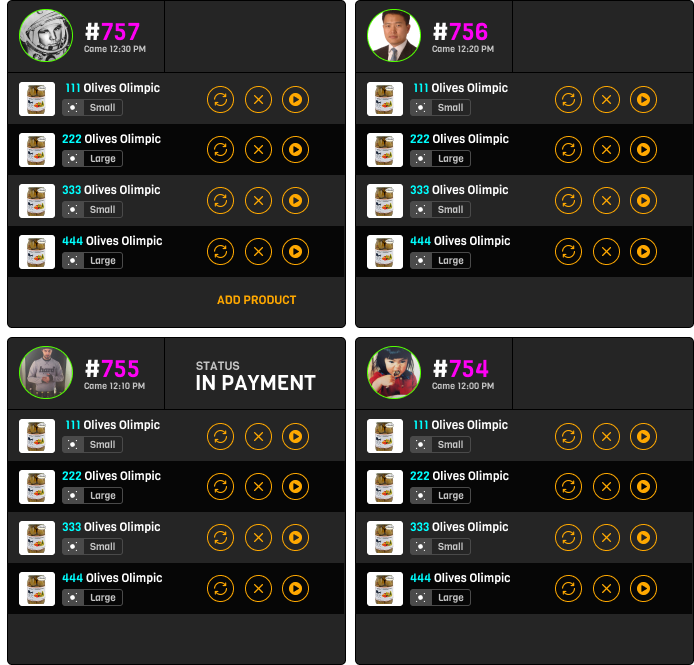 #757
Came 12:30 PM
111 Olives Olimpic
Small
222 Olives Olimpic
Large
333 Olives Olimpic
Small
444 Olives Olimpic
Large
ADD PRODUCT
#756
Came 12:20 PM
111 Olives Olimpic
Small
222 Olives Olimpic
Large
333 Olives Olimpic
Small
444 Olives Olimpic
Large
#755
Came 12:10 PM
STATUS
IN PAYMENT
111 Olives Olimpic
Small
222 Olives Olimpic
Large
333 Olives Olimpic
Small
444 Olives Olimpic
Large
#754
Came 12:00 PM
111 Olives Olimpic
Small
222 Olives Olimpic
Large
333 Olives Olimpic
Small
444 Olives Olimpic
Large